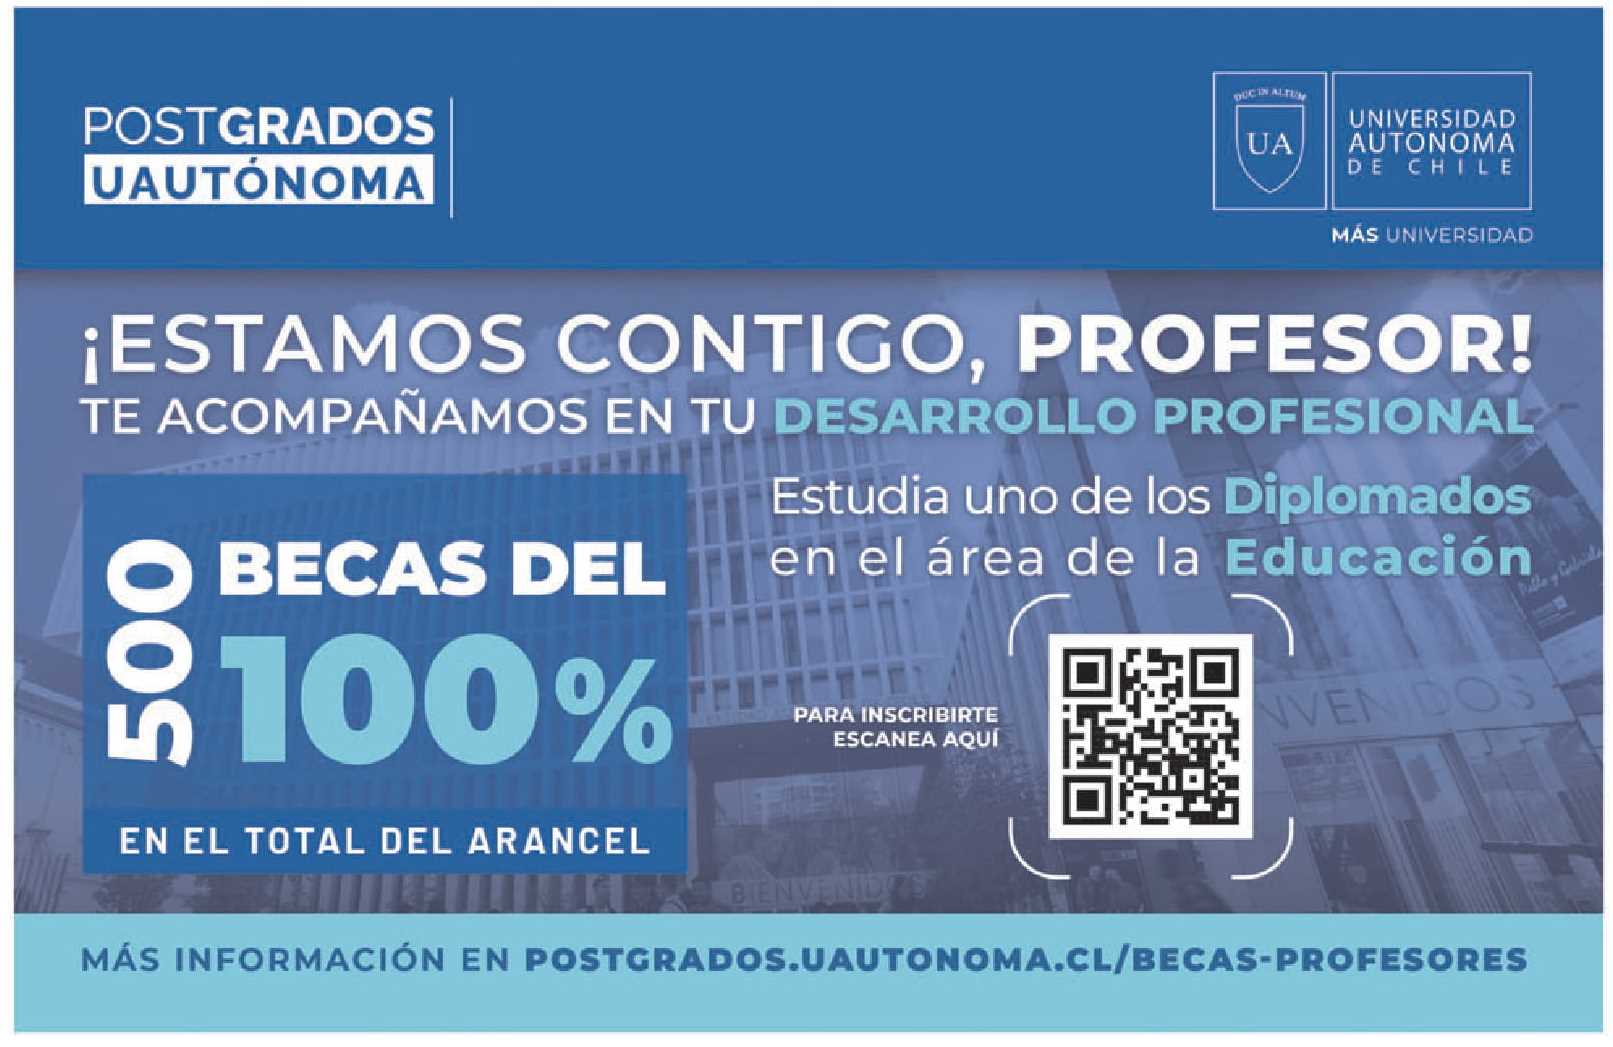 POSTGRADOS
UAUTÓNOMA
DUC IN ALTUM
UA
UNIVERSIDAD
AUTONOMA
DE CHILE
MÁS UNIVERSIDAD
¡ESTAMOS CONTIGO, PROFESOR!
TE ACOMPAÑAMOS EN TU DESARROLLO PROFESIONAL
500
BECAS DEL
100%
EN EL TOTAL DEL ARANCEL
Estudia uno de los Diplomados
en el área de la Educación
PARA INSCRIBIRTE
ESCANEA AQUÍ
BIENVENIDOS
MÁS INFORMACIÓN EN POSTGRADOS.UAUTONOMA.CL/BECAS-PROFESORES